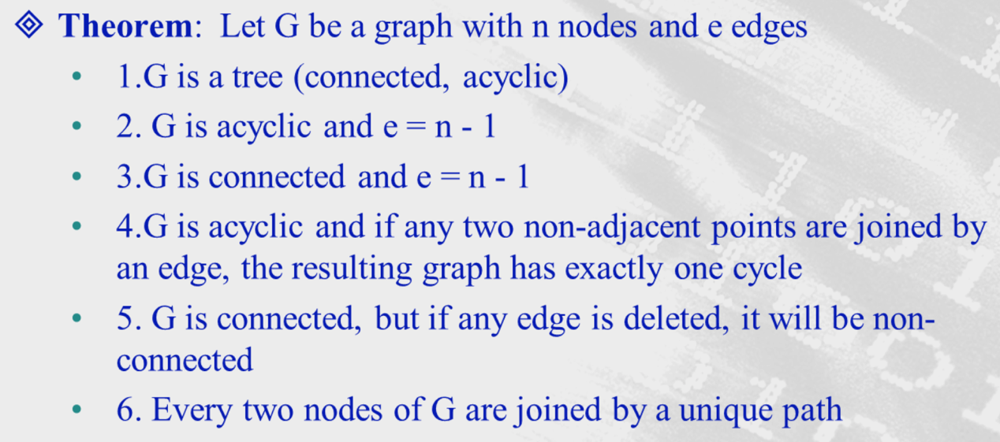 Theorem: Let G be a graph with n nodes and e edges
• 1.G is a tree (connected, acyclic)
• 2. G is acyclic and e = n - 1
• 3.G is connected and e = n - 1
• 4.G is acyclic and if any two non-adjacent points are joined by
an edge, the resulting graph has exactly one cycle
• 5. G is connected, but if any edge is deleted, it will be non-
connected
• 6. Every two nodes of G are joined by a unique path